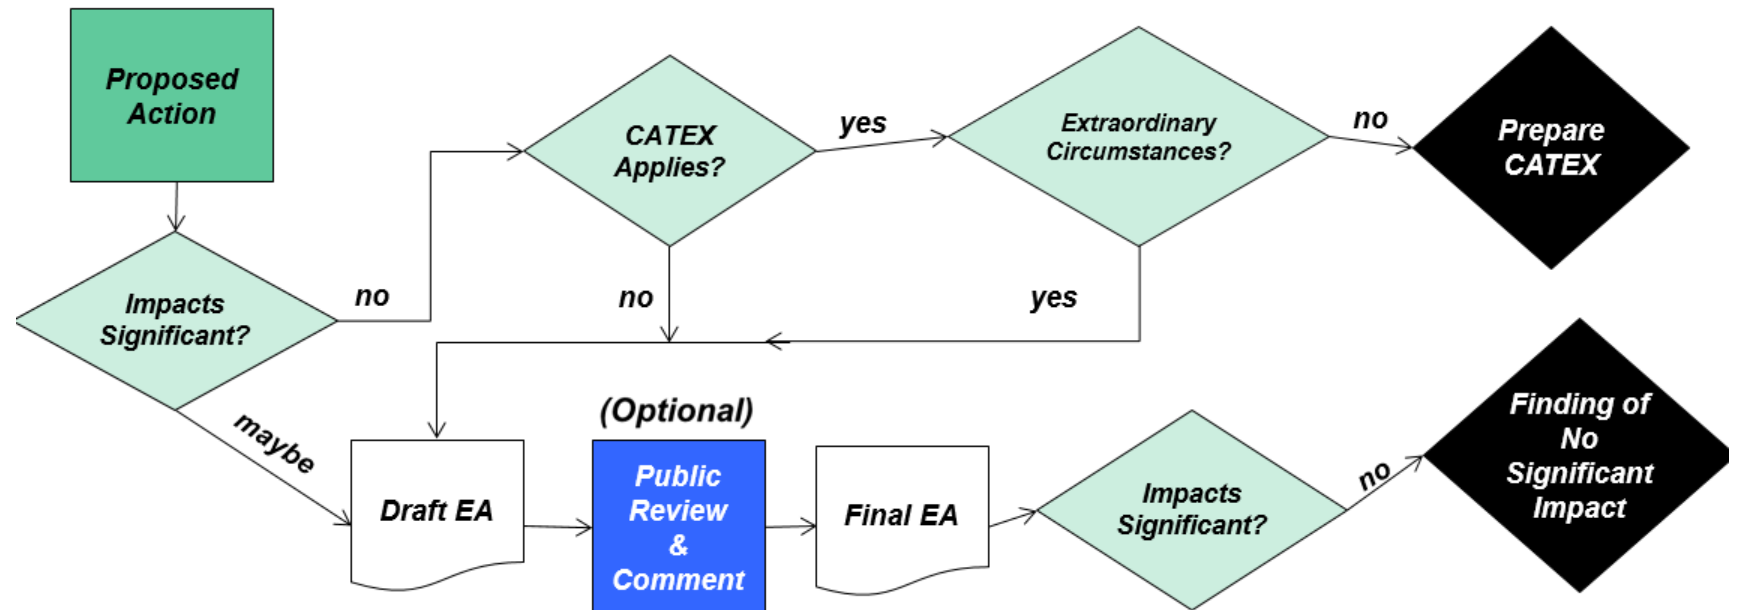 Proposed
Action
CATEX
Applies?
yes
Extraordinary
Circumstances?
no
Prepare
CATEX
Impacts
Significant?
no
no
yes
maybe
(Optional)
Draft EA
Public
Review
&
Comment
Final EA
Impacts
Significant?
no
Finding of
No
Significant
Impact